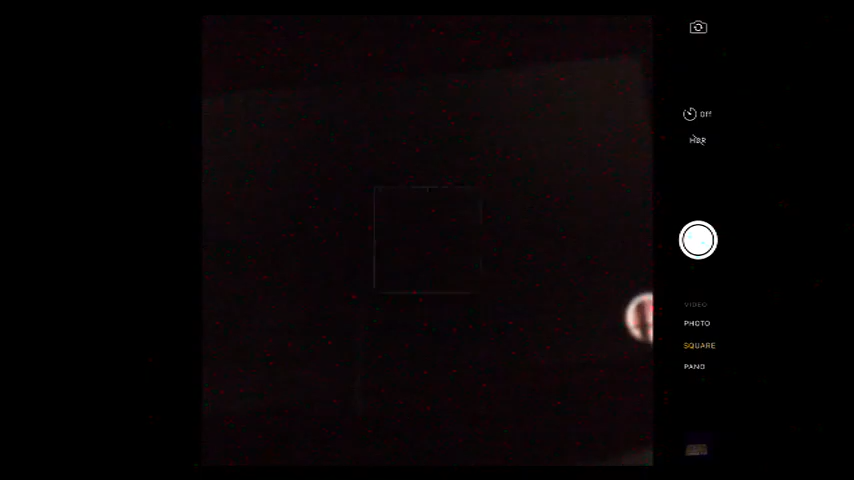 Off
HDR
VIDEO
PHOTO
SQUARE
PANO